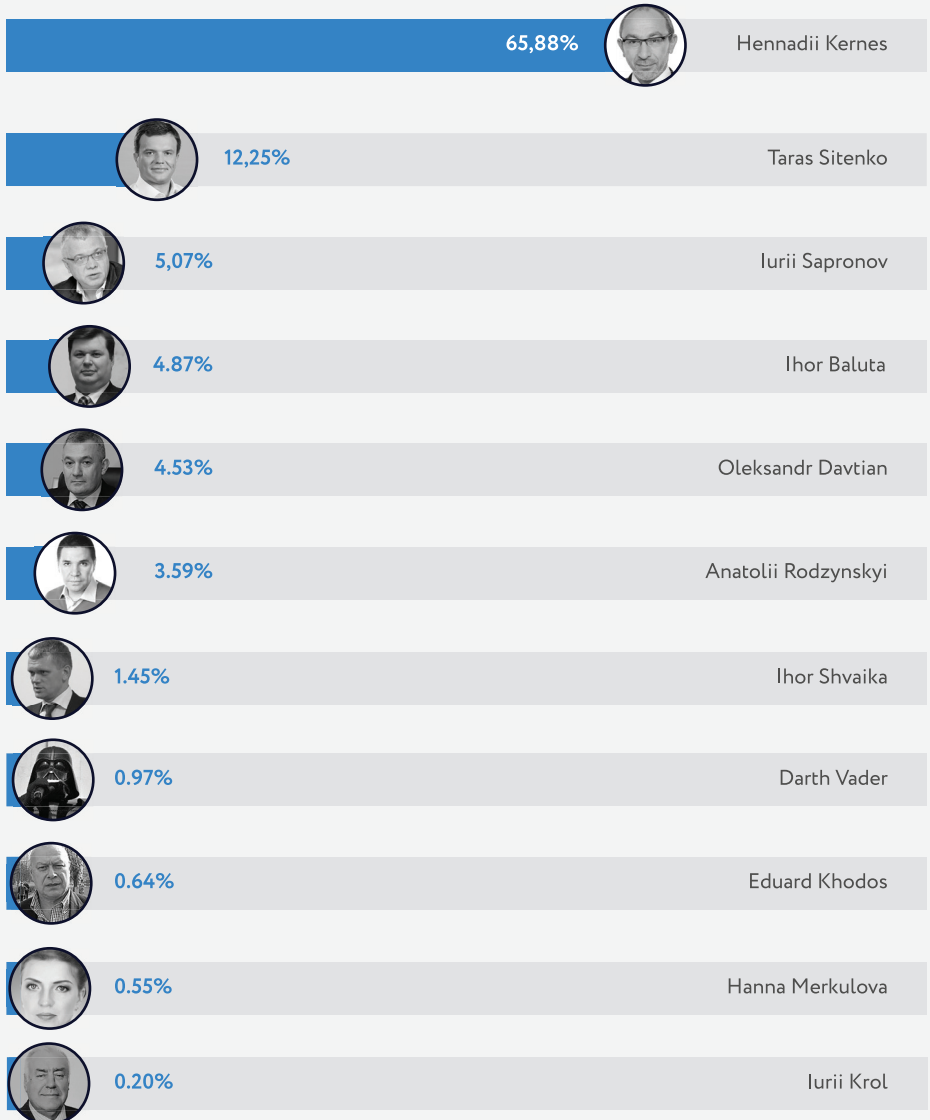 65,88% Hennadii Kernes
12,25% Taras Sitenko
5,07% Iurii Sapronov
4.87% Ihor Baluta
4.53% Oleksandr Davtian
3.59% Anatolii Rodzynskyi
1.45% Ihor Shvaika
0.97% Darth Vader
0.64% Eduard Khodos
0.55% Hanna Merkulova
0.20% Iurii Krol